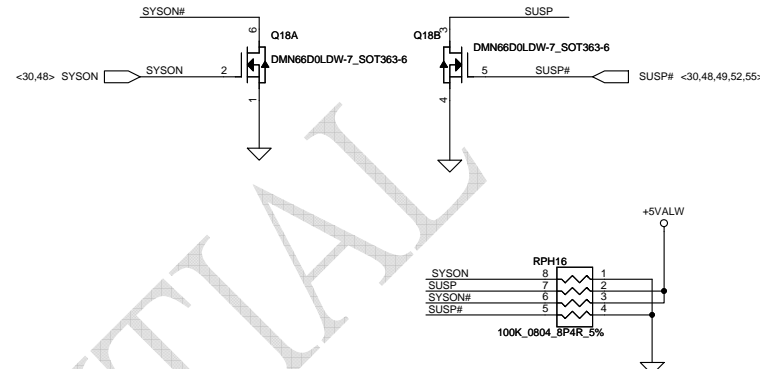 SYSON# SUSP
6 Q18A Q18B 3
DMN66D0LDW-7_SOT363-6 DMN66D0LDW-7_SOT363-6
<30,48> SYSON SYSON 2 5 SUSP# SUSP# <30,48,49,52,55>
1 4
+5VALW
RPH16
SYSON 8 1
SUSP 7 2
SYSON# 6 3
SUSP# 5 4
100K_0804_8P4R_5%
TIAL